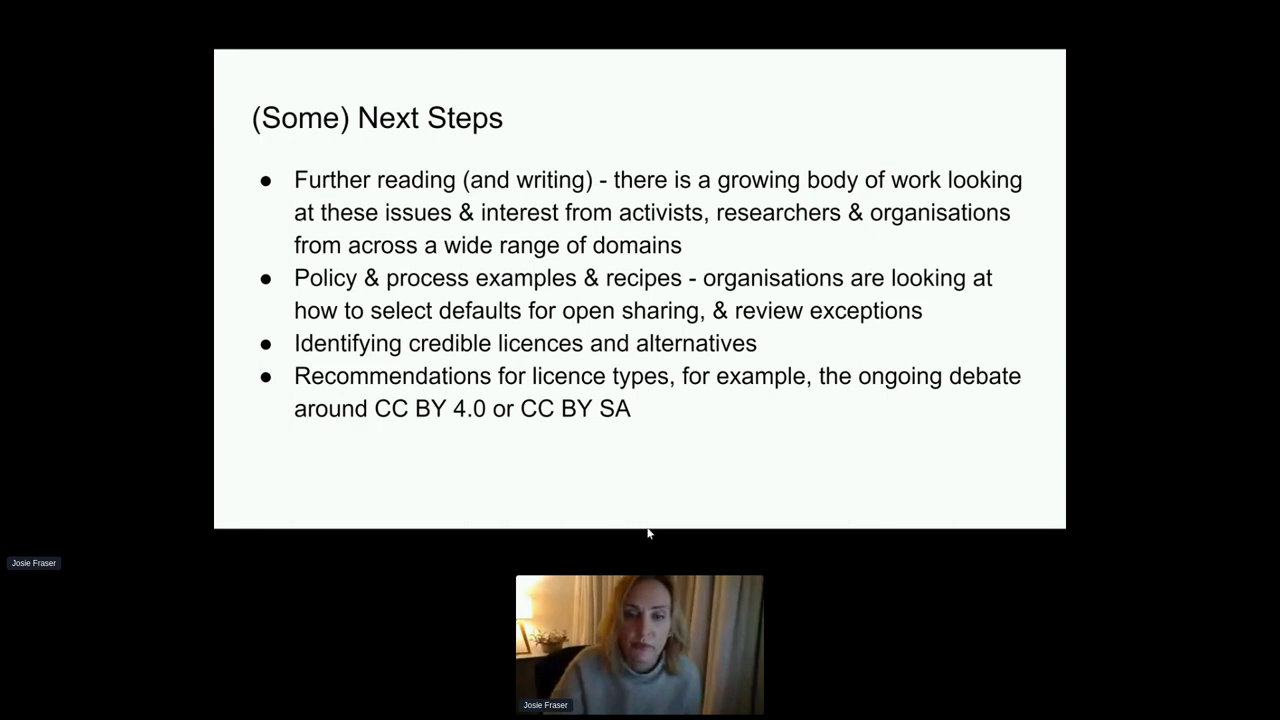 (Some) Next Steps
● Further reading (and writing) - there is a growing body of work looking
at these issues & interest from activists, researchers & organisations
from across a wide range of domains
● Policy & process examples & recipes - organisations are looking at
how to select defaults for open sharing, & review exceptions
● Identifying credible licences and alternatives
● Recommendations for licence types, for example, the ongoing debate
around CC BY 4.0 or CC BY SA
Josie Fraser
Josie Fraser